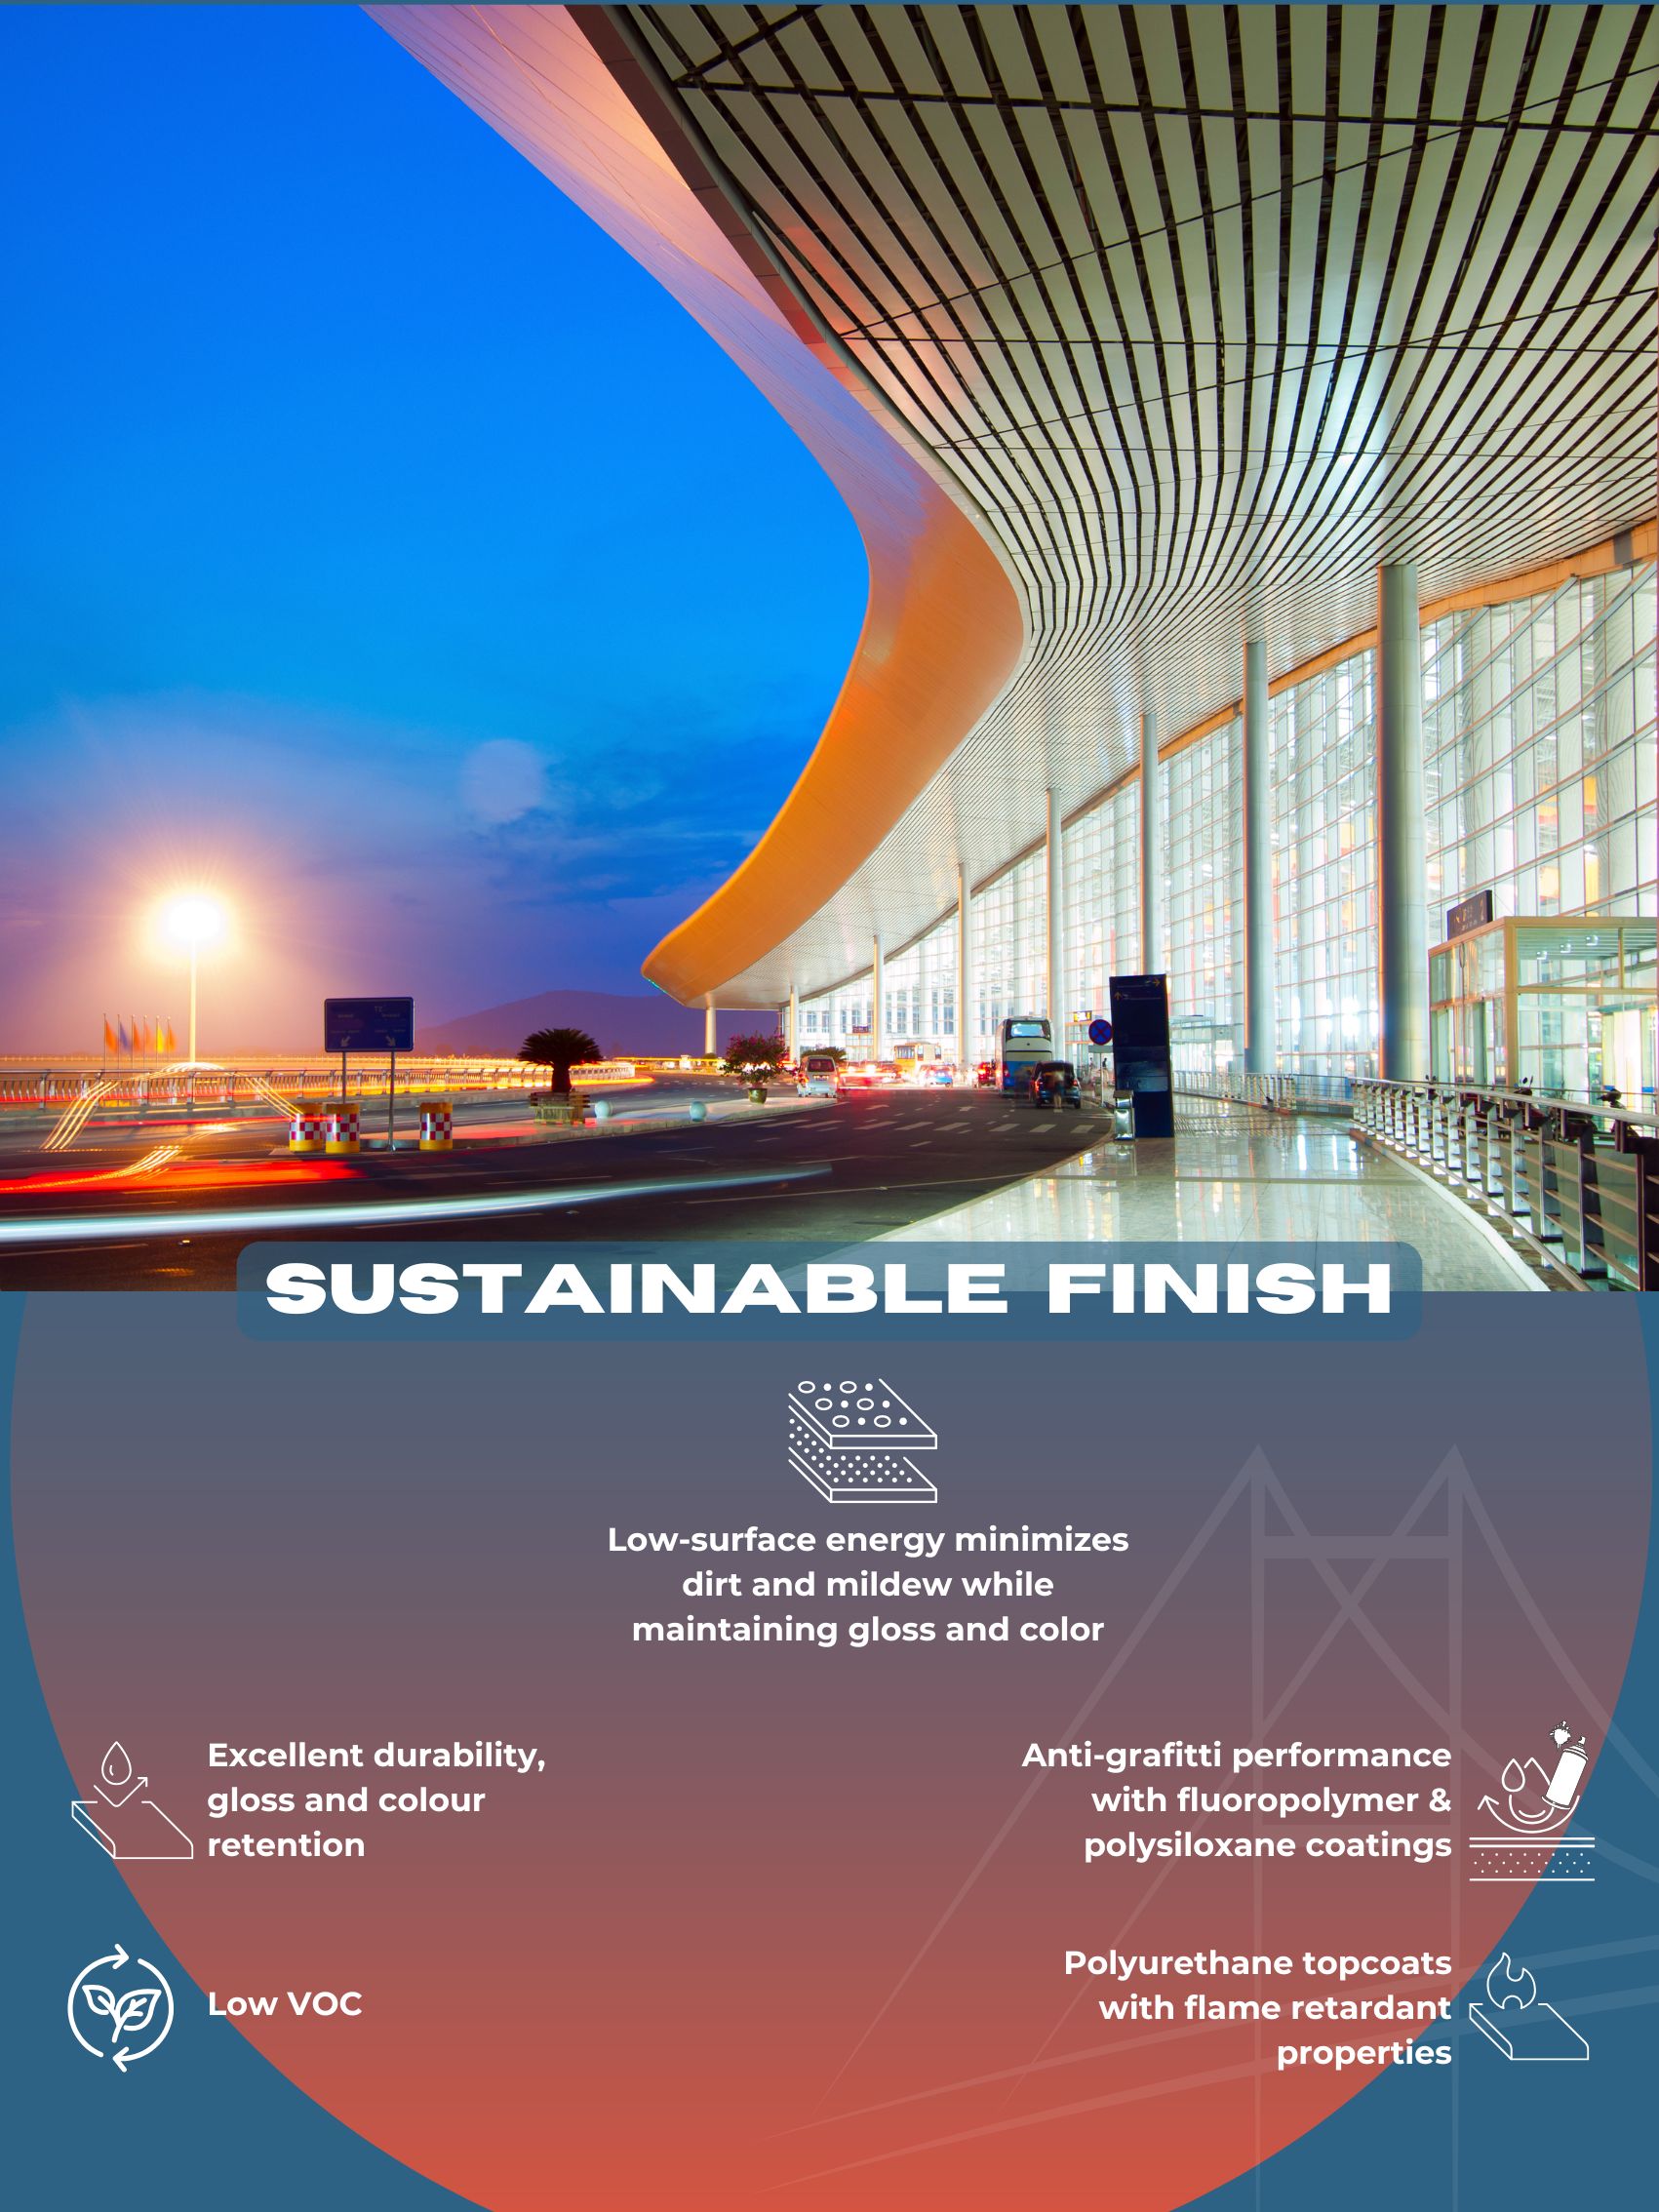 SUSTAINABLE FINISH
Low-surface energy minimizes
dirt and mildew while
maintaining gloss and color
Excellent durability,
gloss and colour
retention
Anti-grafitti performance
with fluoropolymer &
polysiloxane coatings
Low VOC
Polyurethane topcoats
with flame retardant
properties